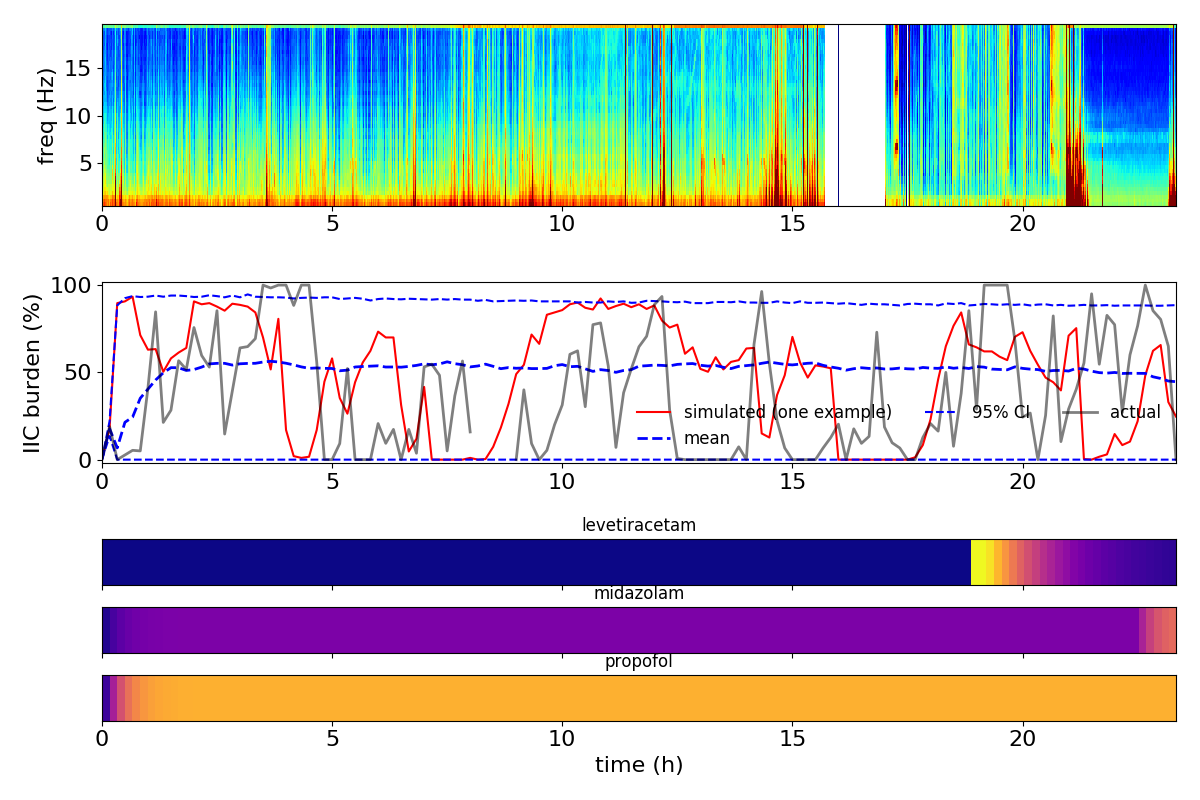 freq (Hz)
15
10
5
0 5 10 15 20
IIC burden (%)
100
50
0
simulated (one example) 95% CI actual
mean
0 5 10 15 20
levetiracetam
midazolam
propofol
0 5 10 15 20
time (h)